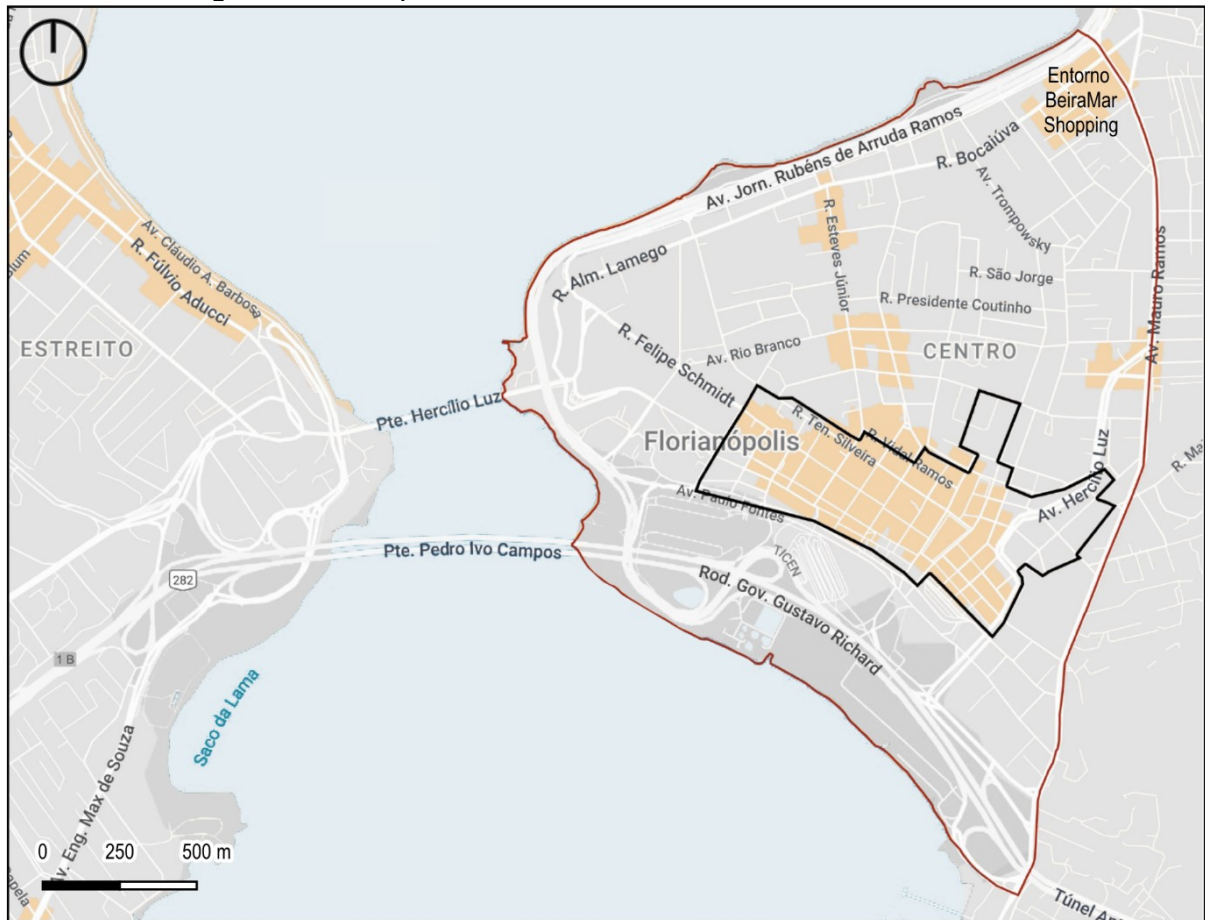 Entorno
BeiraMar
Shopping
Av. Jorn. Rubéns de Arruda Ramos
R. Bocaiúva
Av. Trompowsky
R. Esteves Júnior
Av. Cláudio A. Barbosa
R. Fúlvio Aducci
R. Alm. Lamego
R. São Jorge
R. Presidente Coutinho
Av. Mauro Ramos
ESTREITO
R. Felipe Schmidt
Av. Rio Branco
CENTRO
Pte. Hercílio Luz
Florianópolis
R. Ten. Silveira
R. Vidal Ramos
Av. Hercílio Luz
Av. Paulo Fontes
Pte. Pedro Ivo Campos
TICEN
282
Rod. Gov. Gustavo Richard
1 B
Saco da Lama
Av. Eng. Max de Souza
0 250 500 m
Túnel